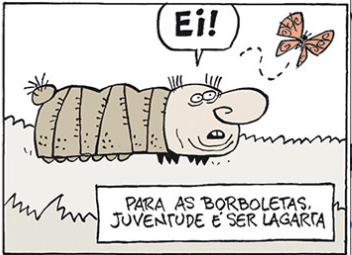 Ei!
PARA AS BORBOLETAS,
JUVENTUDE É SER LAGARTA